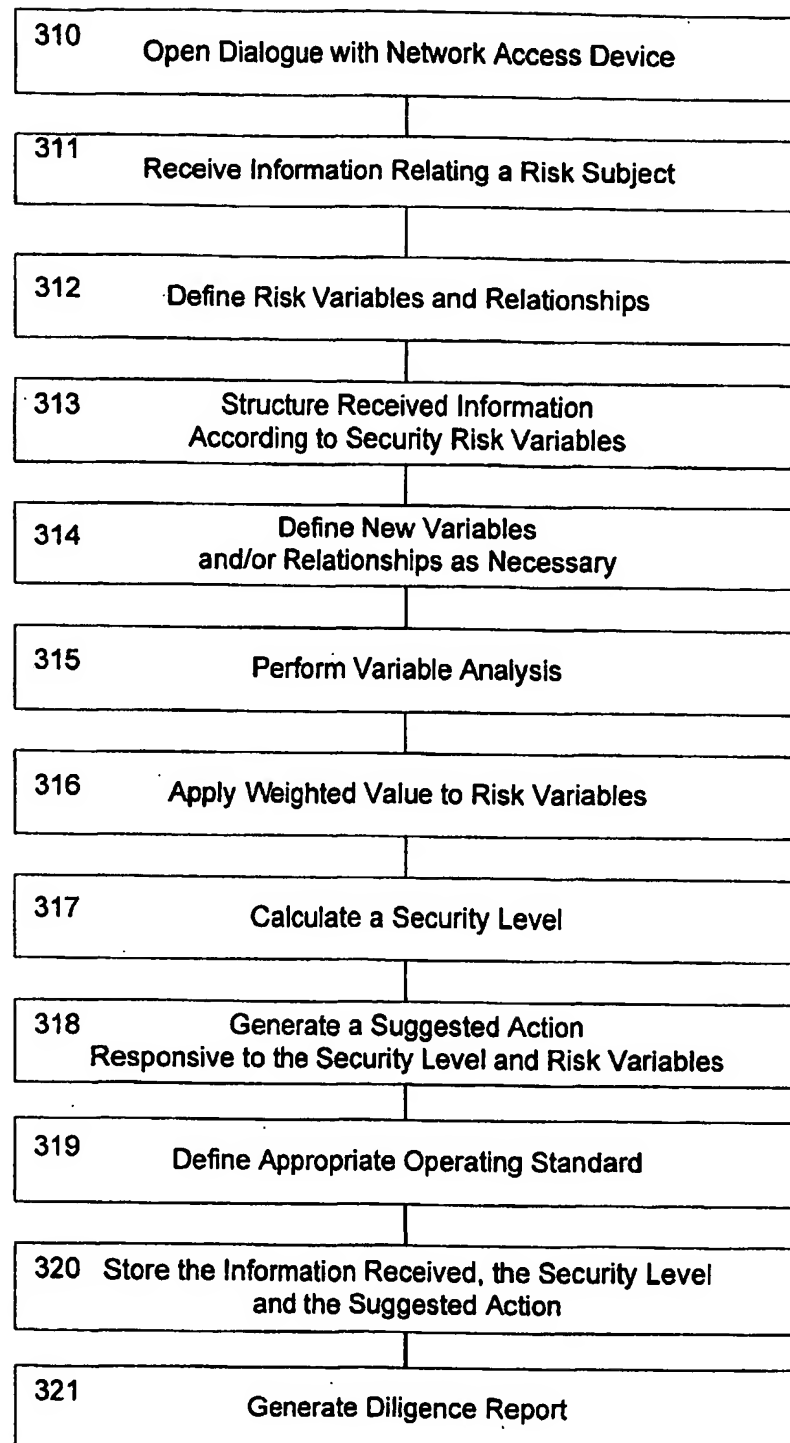 310
Open Dialogue with Network Access Device
311
Receive Information Relating a Risk Subject
312
Define Risk Variables and Relationships
313
Structure Received Information
According to Security Risk Variables
314
Define New Variables
and/or Relationships as Necessary
315
Perform Variable Analysis
316
Apply Weighted Value to Risk Variables
317
Calculate a Security Level
318
Generate a Suggested Action
Responsive to the Security Level and Risk Variables
319
Define Appropriate Operating Standard
320 Store the Information Received, the Security Level
and the Suggested Action
321
Generate Diligence Report